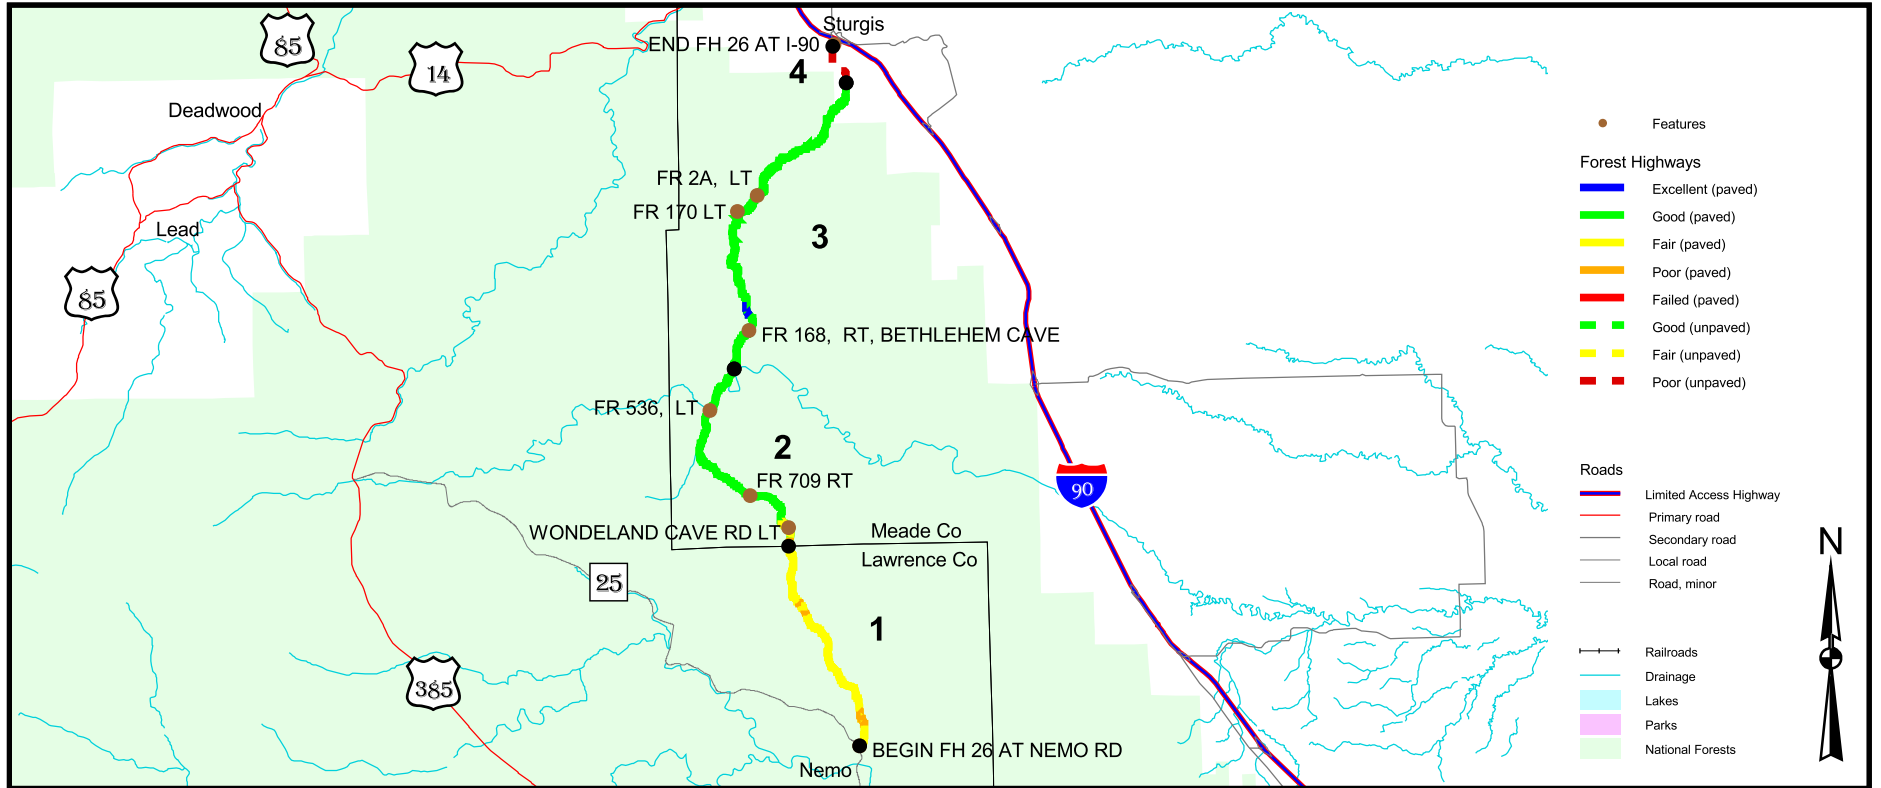 Sturgis
END FH 26 AT I-90
85
14
4
Deadwood
FR 2A, LT
FR 170 LT
Lead
3
85
FR 168, RT, BETHLEHEM CAVE
FR 536, LT
2
FR 709 RT
90
WONDELAND CAVE RD LT
Meade Co
Lawrence Co
25
1
385
BEGIN FH 26 AT NEMO RD
Nemo
Features
Forest Highways
Excellent (paved)
Good (paved)
Fair (paved)
Poor (paved)
Failed (paved)
Good (unpaved)
Fair (unpaved)
Poor (unpaved)
Roads
Limited Access Highway
Primary road
Secondary road
Local road
Road, minor
Railroads
Drainage
Lakes
Parks
National Forests
N